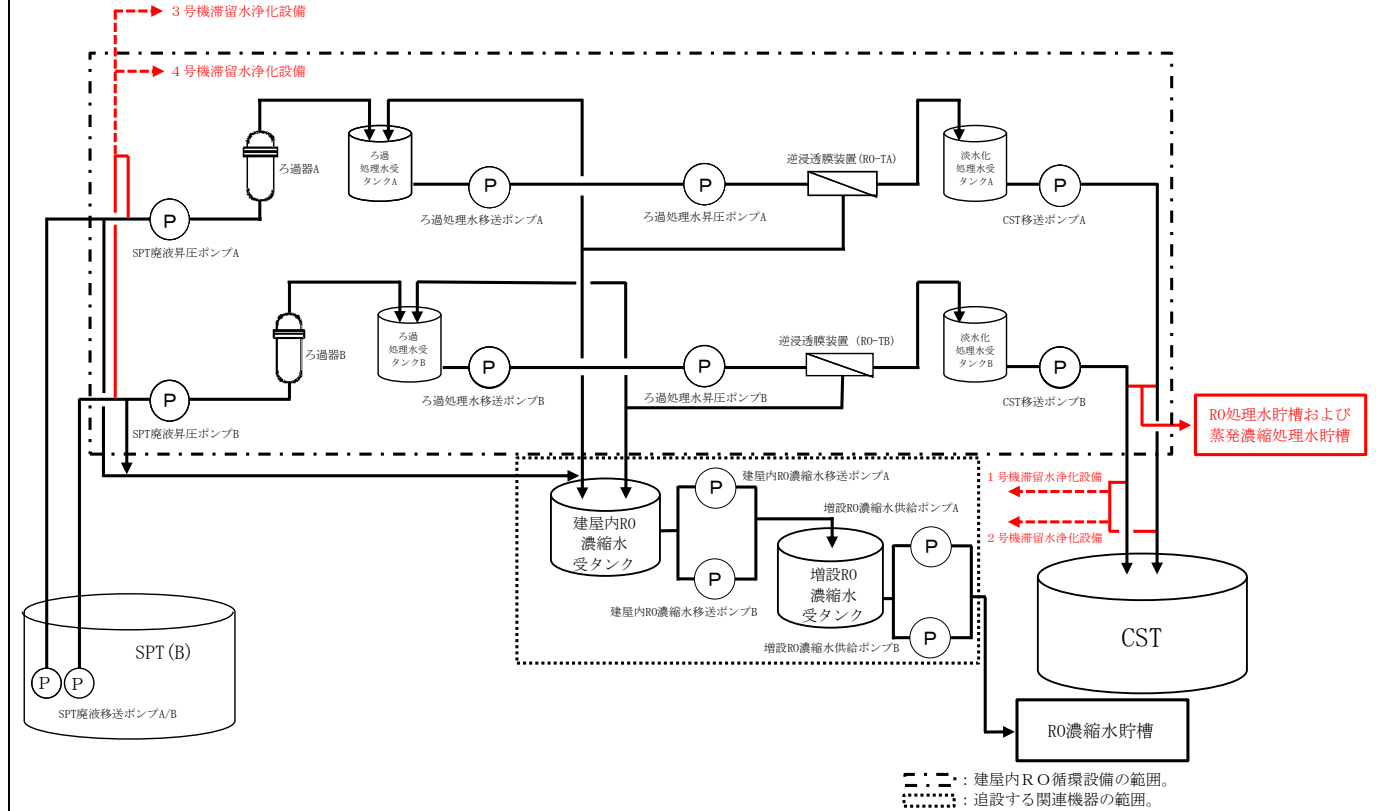 ３号機滞留水浄化設備
４号機滞留水浄化設備
ろ過器A
ろ過
処理水受
タンクA
P
ろ過処理水移送ポンプA
P
ろ過処理水昇圧ポンプA
逆浸透膜装置(RO-TA)
淡水化
処理水受
タンクA
P
CST移送ポンプA
P
SPT廃液昇圧ポンプA
ろ過器B
ろ過
処理水受
タンクB
P
ろ過処理水移送ポンプB
P
ろ過処理水昇圧ポンプB
逆浸透膜装置 (RO-TB)
淡水化
処理水受
タンクB
P
CST移送ポンプB
P
SPT廃液昇圧ポンプB
RO処理水貯槽および
蒸発濃縮処理水貯槽
建屋内RO
濃縮水
受タンク
P
建屋内RO濃縮水移送ポンプA
P
建屋内RO濃縮水移送ポンプB
増設RO
濃縮水
受タンク
増設RO濃縮水供給ポンプA
P
P
増設RO濃縮水供給ポンプB
１号機滞留水浄化設備
２号機滞留水浄化設備
CST
SPT(B)
P
P
SPT廃液移送ポンプA/B
RO濃縮水貯槽
：建屋内ＲＯ循環設備の範囲。
：追設する関連機器の範囲。